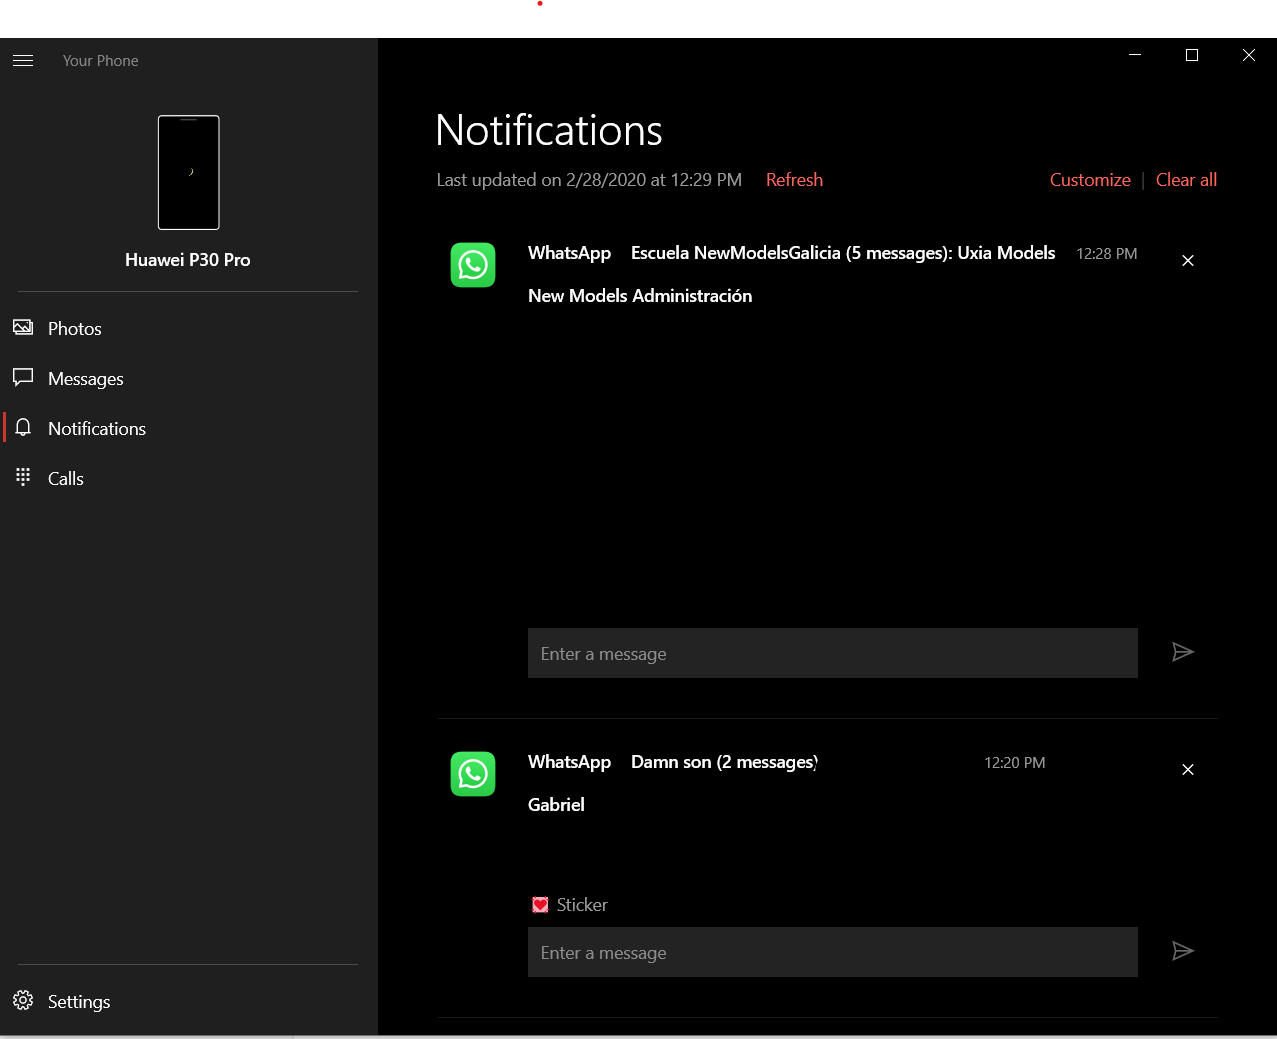 Your Phone
Huawei P30 Pro
Photos
Messages
Notifications
Calls
Settings
Notifications
Last updated on 2/28/2020 at 12:29 PM Refresh Customize | Clear all
WhatsApp Escuela NewModelsGalicia (5 messages): Uxia Models 12:28 PM
New Models Administración
Enter a message
WhatsApp Damn son (2 messages) 12:20 PM
Gabriel
💟 Sticker
Enter a message